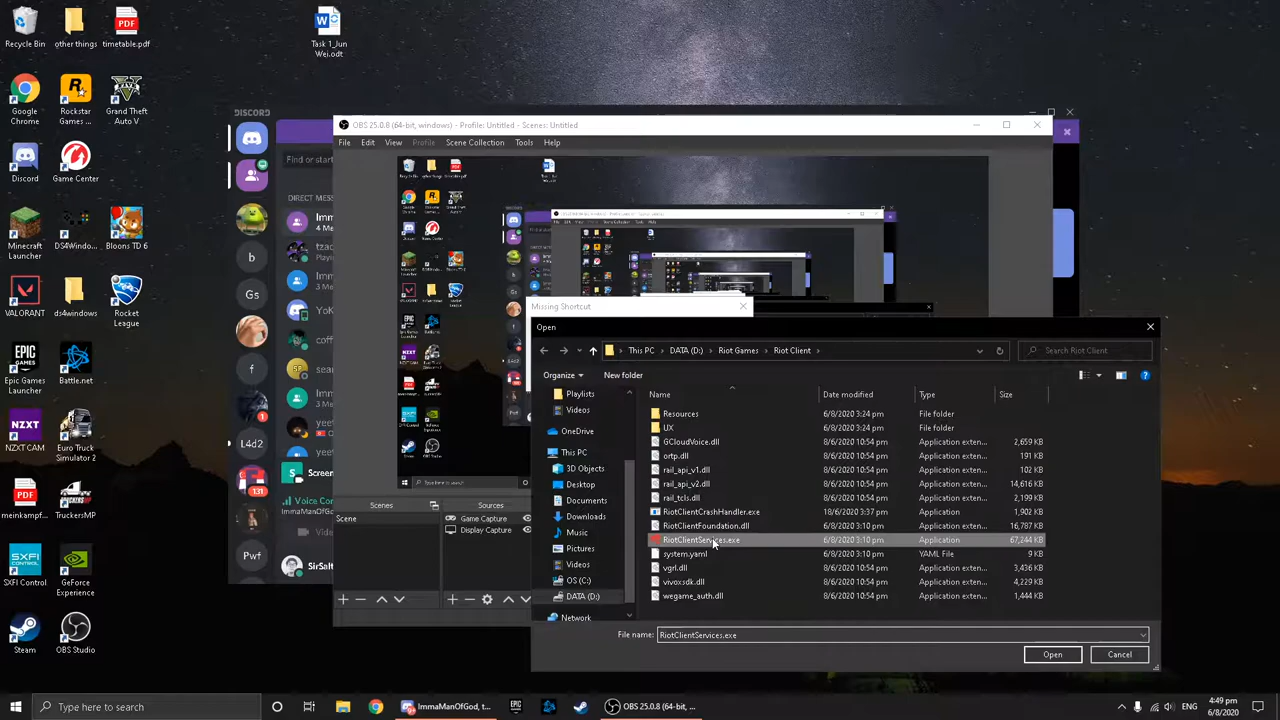 Recycle Bin
other things
timetable.pdf
Task 1_Jun
Wei.odt
Google
Chrome
Rockstar
Games ...
Grand Theft
Auto V
Discord
Game Center
Minecraft
Launcher
DS4Window...
Bloons TD 6
VALORANT
ds4windows
Rocket
League
Epic Games
Launcher
Battle.net
NZXT CAM
Euro Truck
Simulator 2
meinkampf...
TruckersMP
SXFI Control
GeForce
Experience
Steam
OBS Studio
DISCORD
Find or start
DIRECT MESS
Imm
4 Me
tzac
Playi
Imm
3 Me
YoK
Imm
3 Me
yeet
L4d2
b
Gs
Pwf
131
Screen
Voice Con
ImmaManOfG
SirSalt
OBS 25.0.8 (64-bit, windows) - Profile: Untitled - Scenes: Untitled
File Edit View Profile Scene Collection Tools Help
Scenes
Sources
Scene
Game Capture
Display Capture
Missing Shortcut
Open
This PC > DATA (D:) > Riot Games > Riot Client >
Search Riot Client
Organize
New folder
Name Date modified Type Size
Playlists
Videos
OneDrive
This PC
3D Objects
Desktop
Documents
Downloads
Music
Pictures
Videos
OS (C:)
DATA (D:)
Network
Resources 6/8/2020 3:24 pm File folder
UX 6/8/2020 3:24 pm File folder
GCloudVoice.dll 8/6/2020 10:54 pm Application exten... 2,659 KB
ortp.dll 8/6/2020 10:54 pm Application exten... 191 KB
rail_api_v1.dll 8/6/2020 10:54 pm Application exten... 102 KB
rail_api_v2.dll 8/6/2020 10:54 pm Application exten... 14,616 KB
rail_tcls.dll 8/6/2020 10:54 pm Application exten... 2,199 KB
RiotClientCrashHandler.exe 18/6/2020 3:37 pm Application 1,902 KB
RiotClientFoundation.dll 6/8/2020 3:10 pm Application exten... 16,787 KB
RiotClientServices.exe 6/8/2020 3:10 pm Application 67,244 KB
system.yaml 6/8/2020 3:10 pm YAML File 9 KB
vgrl.dll 8/6/2020 10:54 pm Application exten... 3,436 KB
vivoxsdk.dll 8/6/2020 10:54 pm Application exten... 4,229 KB
wegame_auth.dll 8/6/2020 10:54 pm Application exten... 1,444 KB
File name: RiotClientServices.exe
Open
Cancel
Type here to search
ImmaManOfGod, t...
OBS 25.0.8 (64-bit, w...
4:49 pm
6/8/2020